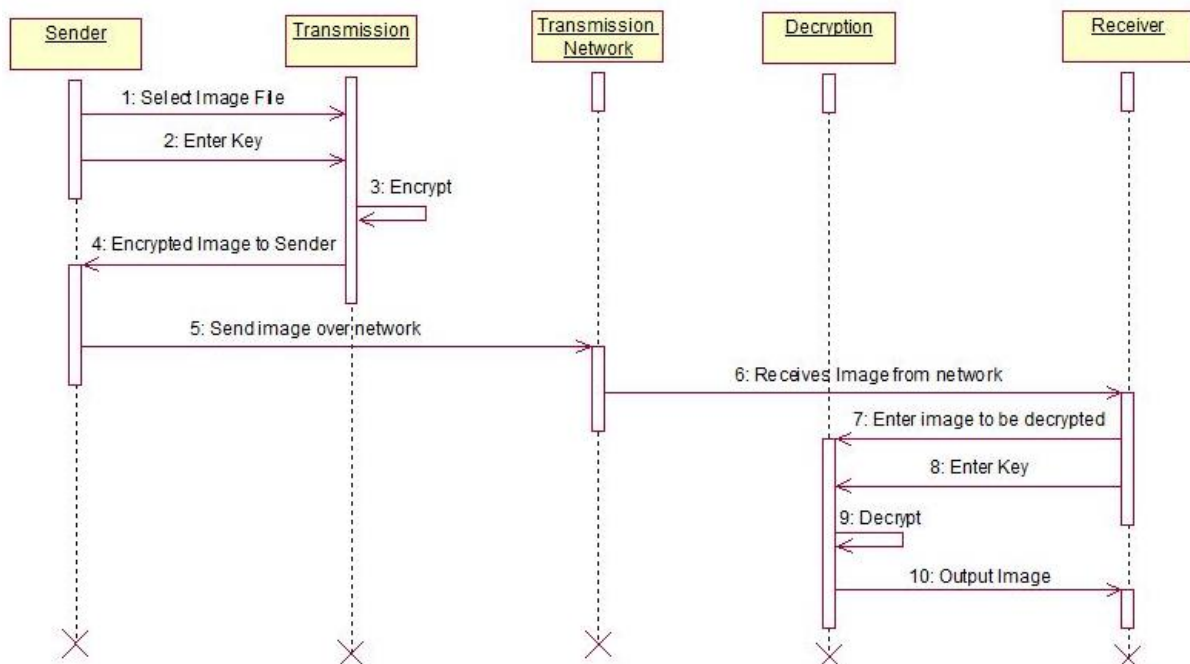 Sender
Transmission
Transmission
Network
Decryption
Receiver
1: Select Image File
2: Enter Key
3: Encrypt
4: Encrypted Image to Sender
5: Send image over network
6: Receives Image from network
7: Enter image to be decrypted
8: Enter Key
9: Decrypt
10: Output Image